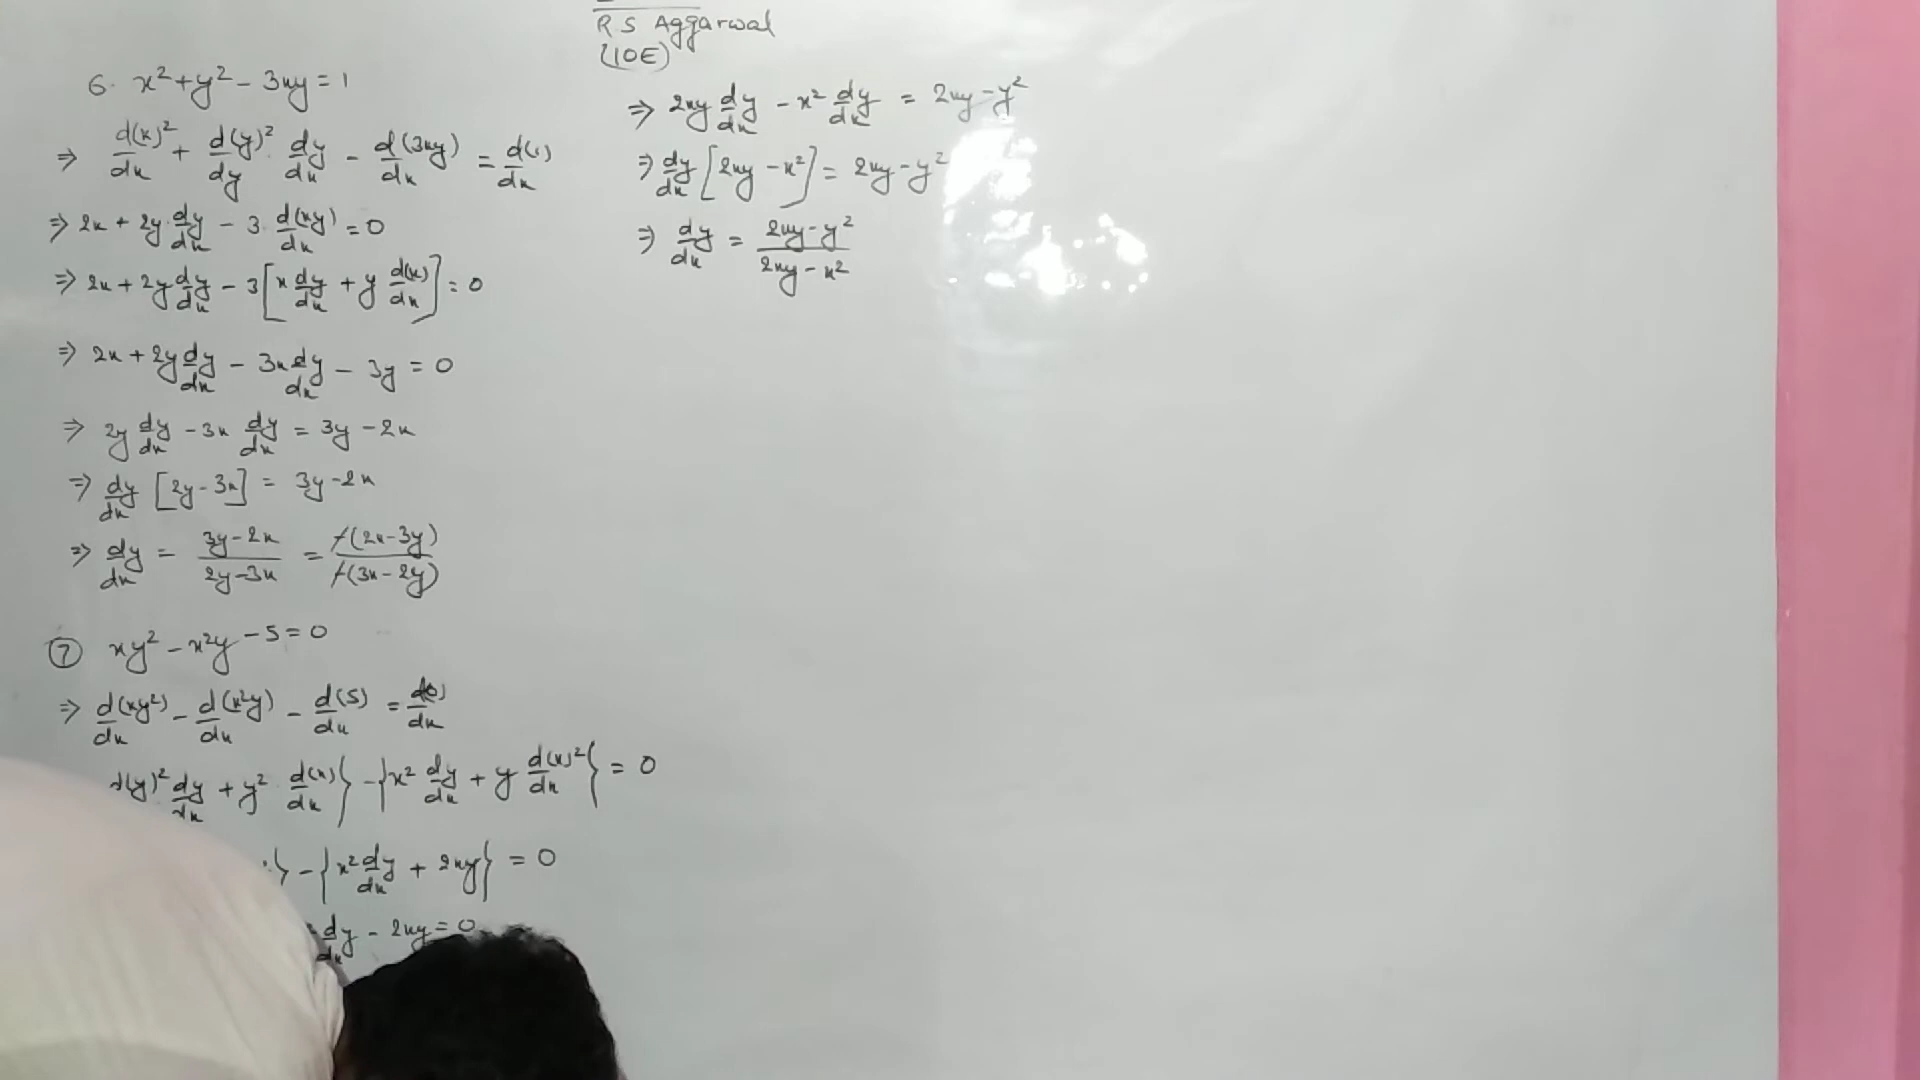 R S Aggarwal
(10E)
6. x² + y² - 3xy = 1
⇒ d(x)²/dx + d(y)²/dy . dy/dx - d(3xy)/dx = d(1)/dx
⇒ 2x + 2y . dy/dx - 3 . d(xy)/dx = 0
⇒ 2x + 2y dy/dx - 3 [x dy/dx + y d(x)/dx] = 0
⇒ 2x + 2y dy/dx - 3x dy/dx - 3y = 0
⇒ 2y dy/dx - 3x dy/dx = 3y - 2x
⇒ dy/dx [2y - 3x] = 3y - 2x
⇒ dy/dx = (3y - 2x)/(2y - 3x) = -(2x - 3y)/-(3x - 2y)
⑦ xy² - x²y - 5 = 0
⇒ d(xy²)/dx - d(x²y)/dx - d(5)/dx = d(0)/dx
d(y)² dy/dx + y² . d(x)/dx} - {x² dy/dx + y d(x)²/dx} = 0
} - {x² dy/dx + 2xy} = 0
dy/dx - 2xy = 0
⇒ 2xy dy/dx - x² dy/dx = 2xy - y²
⇒ dy/dx [2xy - x²] = 2xy - y²
⇒ dy/dx = (2xy - y²)/(2xy - x²)